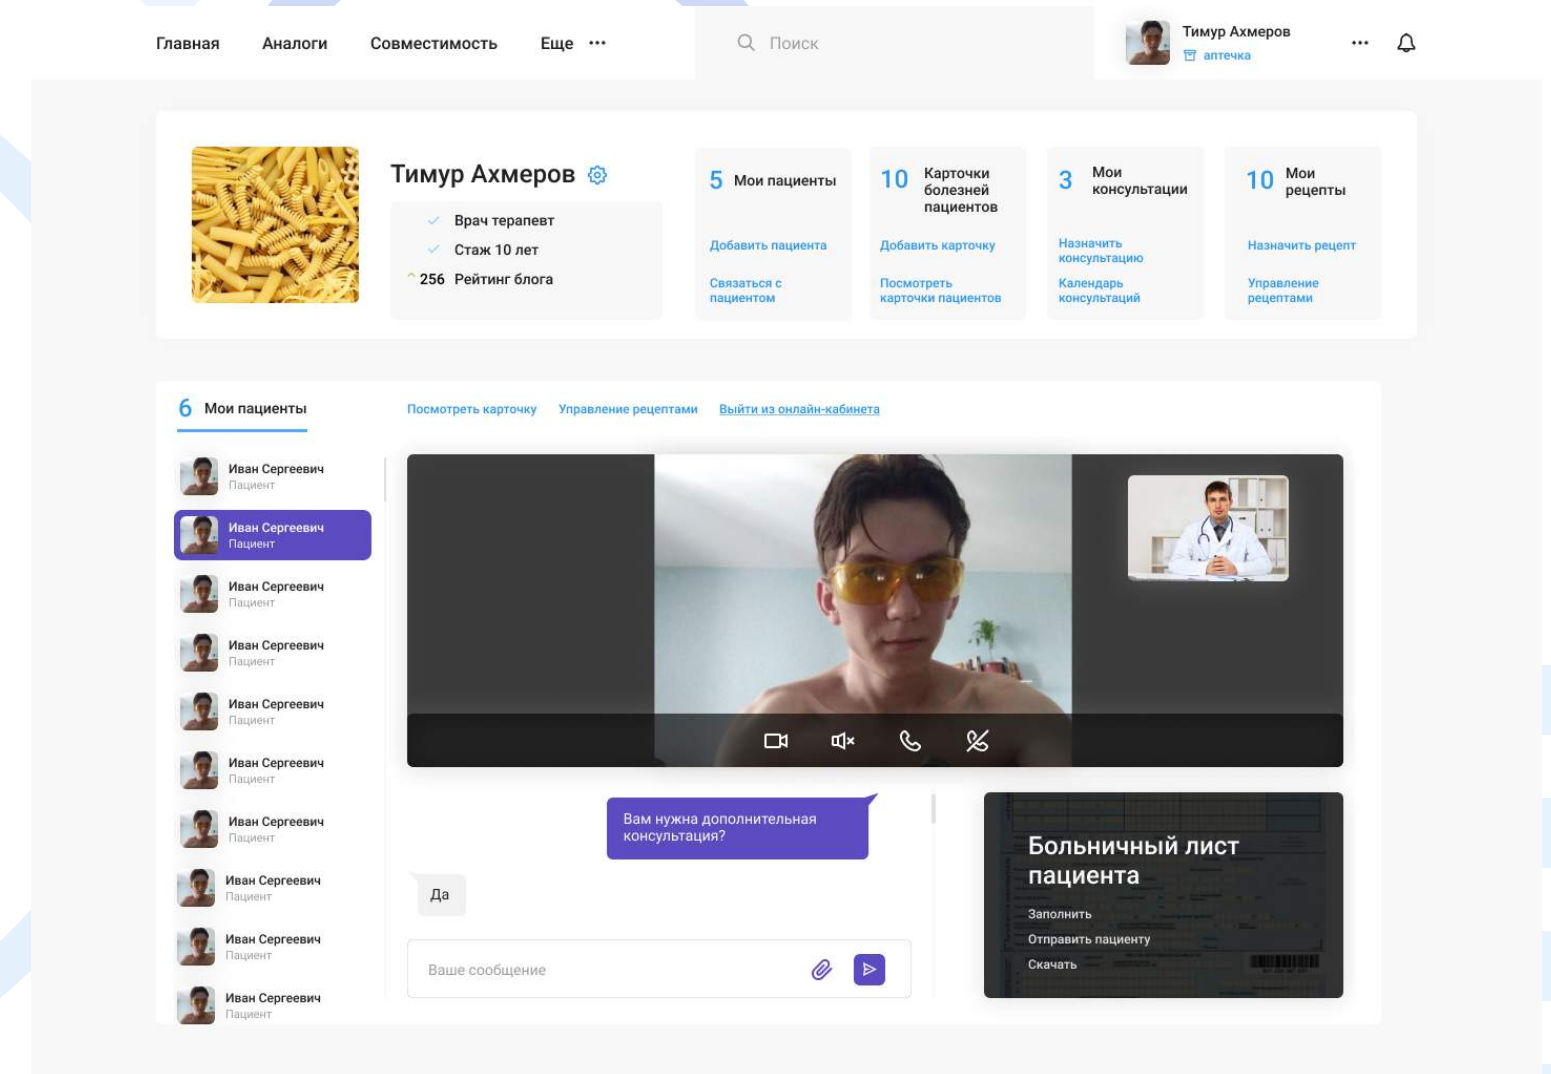 Главная
Аналоги
Совместимость
Еще
Поиск
Тимур Ахмеров
аптечка
Тимур Ахмеров
Врач терапевт
Стаж 10 лет
256 Рейтинг блога
5 Мои пациенты
Добавить пациента
Связаться с
пациентом
10 Карточки
болезней
пациентов
Добавить карточку
Посмотреть
карточки пациентов
3 Мои
консультации
Назначить
консультацию
Календарь
консультаций
10 Мои
рецепты
Назначить рецепт
Управление
рецептами
6 Мои пациенты
Посмотреть карточку
Управление рецептами
Выйти из онлайн-кабинета
Иван Сергеевич
Пациент
Иван Сергеевич
Пациент
Иван Сергеевич
Пациент
Иван Сергеевич
Пациент
Иван Сергеевич
Пациент
Иван Сергеевич
Пациент
Иван Сергеевич
Пациент
Иван Сергеевич
Пациент
Иван Сергеевич
Пациент
Иван Сергеевич
Пациент
Вам нужна дополнительная
консультация?
Да
Ваше сообщение
Больничный лист
пациента
Заполнить
Отправить пациенту
Скачать